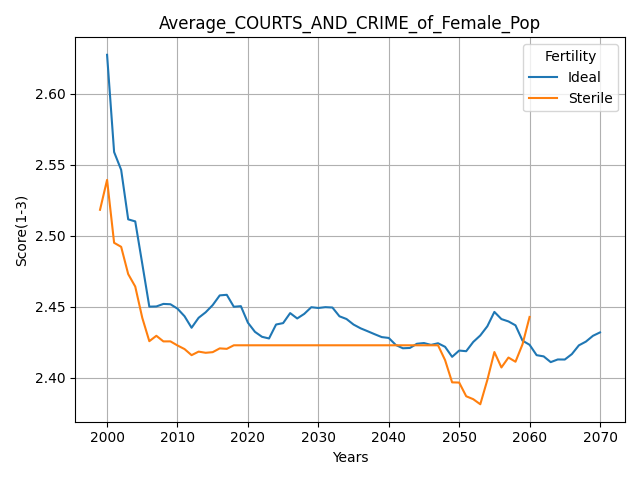 Average_COURTS_AND_CRIME_of_Female_Pop
Fertility
Ideal
Sterile
Score(1-3)
2.60
2.55
2.50
2.45
2.40
2000 2010 2020 2030 2040 2050 2060 2070
Years